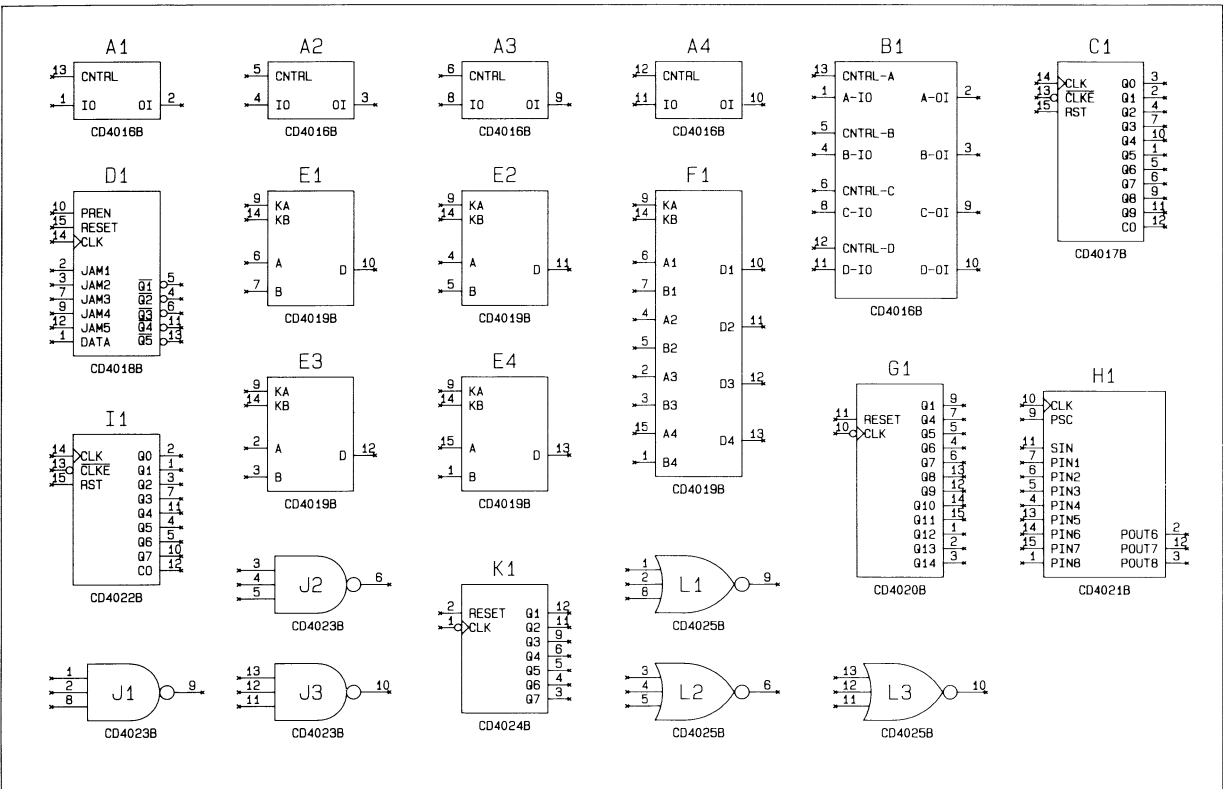 A1
13 CNTRL
1 IO OI 2
CD4016B
A2
5 CNTRL
4 IO OI 3
CD4016B
A3
6 CNTRL
8 IO OI 9
CD4016B
A4
12 CNTRL
11 IO OI 10
CD4016B
B1
13 CNTRL-A
1 A-IO A-OI 2
5 CNTRL-B
4 B-IO B-OI 3
6 CNTRL-C
8 C-IO C-OI 9
12 CNTRL-D
11 D-IO D-OI 10
CD4016B
C1
14 CLK Q0 3
13 CLKE Q1 2
15 RST Q2 4
Q3 7
Q4 10
Q5 1
Q6 5
Q7 6
Q8 9
Q9 11
CO 12
CD4017B
D1
10 PREN
15 RESET
14 CLK
2 JAM1
3 JAM2 Q1 5
7 JAM3 Q2 4
9 JAM4 Q3 6
12 JAM5 Q4 11
1 DATA Q5 13
CD4018B
E1
9 KA
14 KB
6 A D 10
7 B
CD4019B
E2
9 KA
14 KB
4 A D 11
5 B
CD4019B
F1
9 KA
14 KB
6 A1 D1 10
7 B1
4 A2 D2 11
5 B2
2 A3 D3 12
3 B3
15 A4 D4 13
1 B4
CD4019B
E3
9 KA
14 KB
2 A D 12
3 B
CD4019B
E4
9 KA
14 KB
15 A D 13
1 B
CD4019B
G1
Q1 9
11 RESET Q4 7
10 CLK Q5 5
Q6 4
Q7 6
Q8 13
Q9 12
Q10 14
Q11 15
Q12 1
Q13 2
Q14 3
CD4020B
H1
10 CLK
9 PSC
11 SIN
7 PIN1
6 PIN2
5 PIN3
4 PIN4
13 PIN5
14 PIN6 POUT6 2
15 PIN7 POUT7 12
1 PIN8 POUT8 3
CD4021B
I1
14 CLK Q0 2
13 CLKE Q1 1
15 RST Q2 3
Q3 7
Q4 11
Q5 4
Q6 5
Q7 10
CO 12
CD4022B
3
4 J2 6
5
CD4023B
K1
2 RESET Q1 12
1 CLK Q2 11
Q3 9
Q4 6
Q5 5
Q6 4
Q7 3
CD4024B
1
2 L1 9
8
CD4025B
1
2 J1 9
8
CD4023B
13
12 J3 10
11
CD4023B
3
4 L2 6
5
CD4025B
13
12 L3 10
11
CD4025B